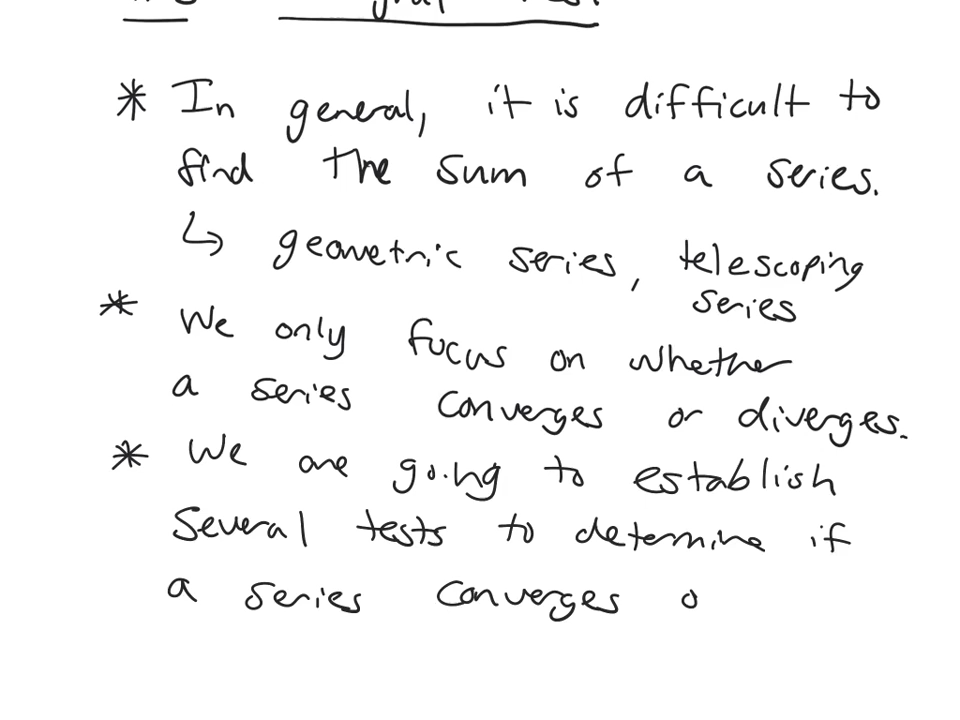 * In general, it is difficult to
find the sum of a series.
↳ geometric series, telescoping
series
* We only focus on whether
a series converges or diverges.
* We are going to establish
several tests to determine if
a series converges o